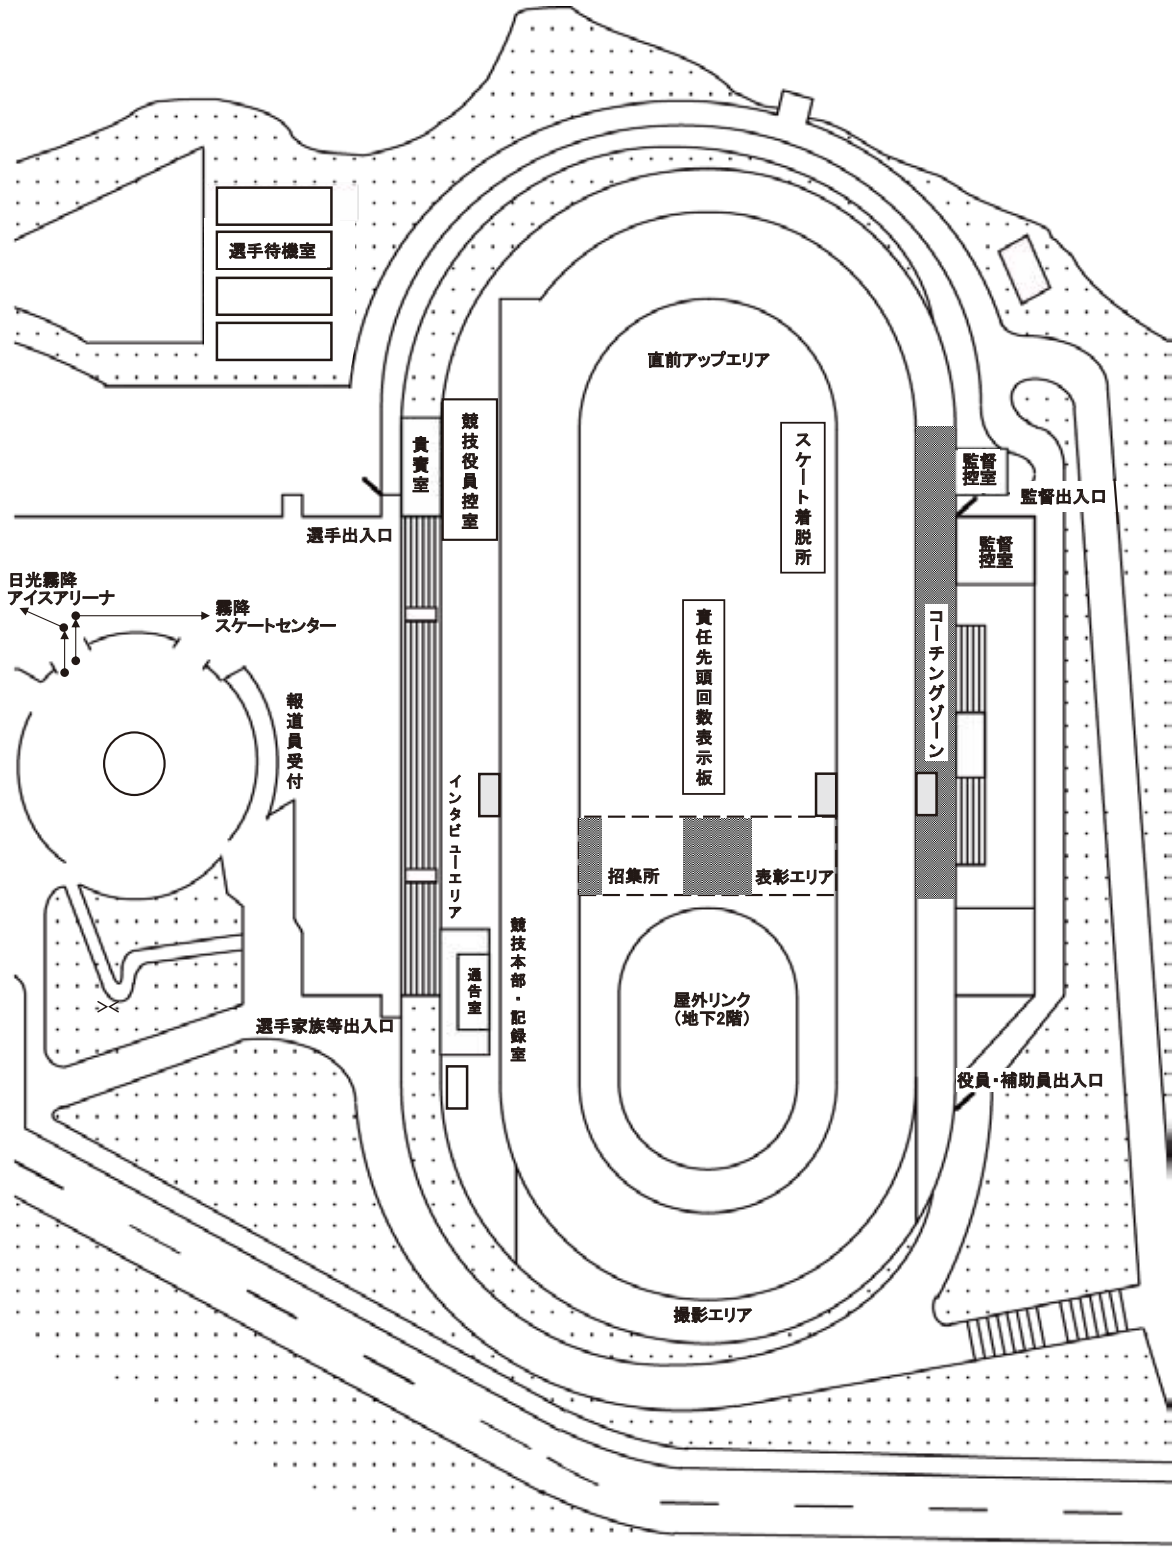 選手待機室
直前アップエリア
貴賓室
競技役員控室
スケート着脱所
監督
控室
監督出入口
選手出入口
監督
控室
日光霧降
アイスアリーナ
霧降
スケートセンター
責任先頭回数表示板
コーチングゾーン
報道員受付
インタビューエリア
招集所
表彰エリア
競技本部・記録室
通告室
屋外リンク
(地下2階)
選手家族等出入口
役員・補助員出入口
撮影エリア